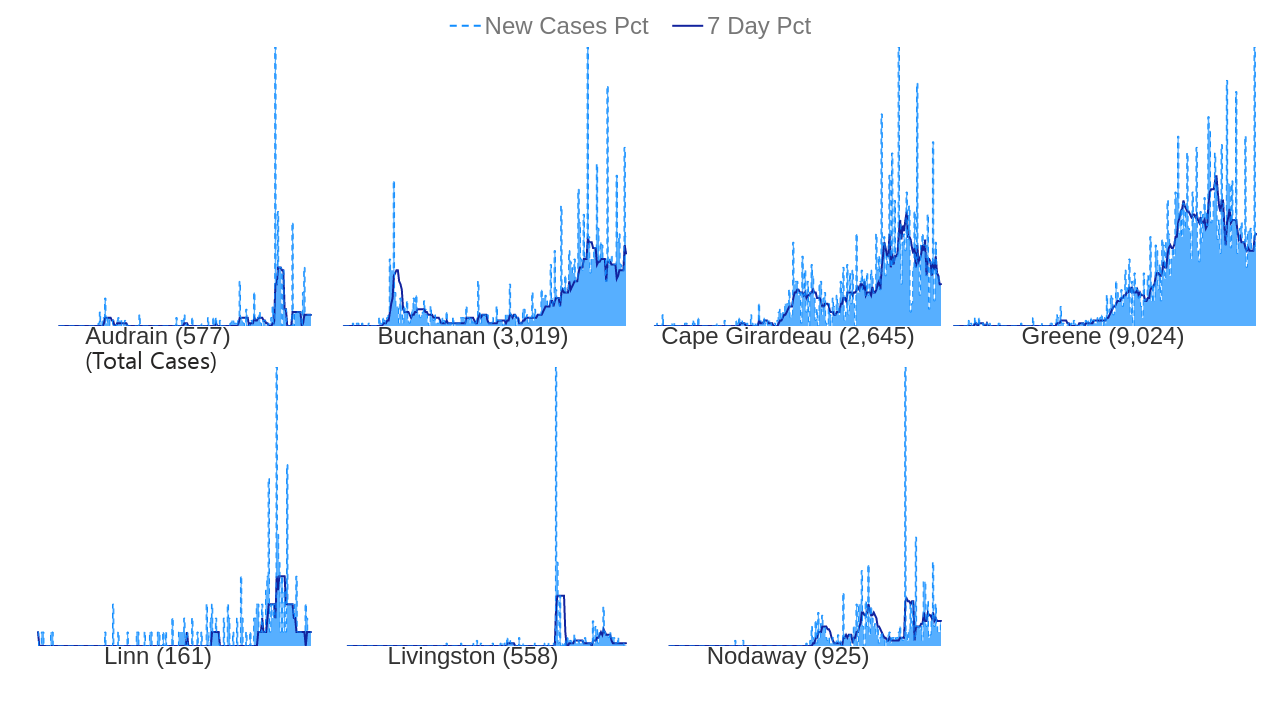 New Cases Pct 7 Day Pct
Audrain (577)
(Total Cases)
Buchanan (3,019)
Cape Girardeau (2,645)
Greene (9,024)
Linn (161)
Livingston (558)
Nodaway (925)